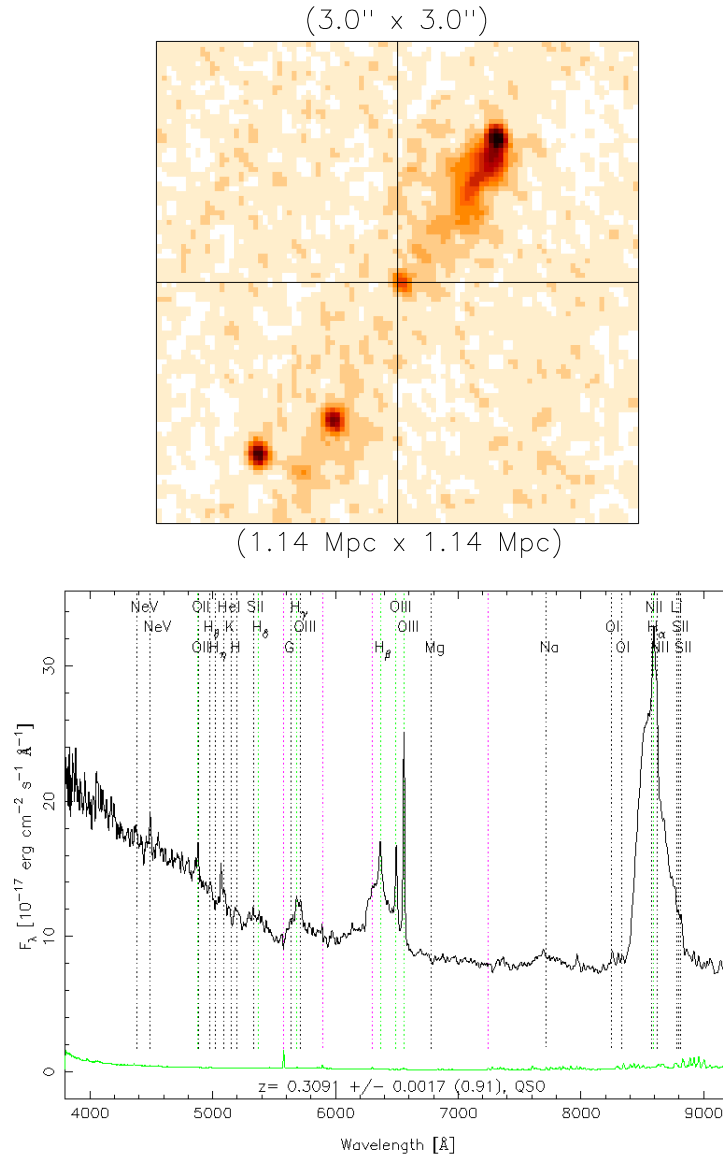 (3.0" x 3.0")
(1.14 Mpc x 1.14 Mpc)
NeV OII HeI SII Hγ OIII NII L
NeV Hθ K Hδ OIII OIII OI Hα SII
OII Hη H G Hβ Mg Na OI NII SII
30
20
10
0
Fλ [10⁻¹⁷ erg cm⁻² s⁻¹ Å⁻¹]
z= 0.3091 +/- 0.0017 (0.91), QSO
4000 5000 6000 7000 8000 9000
Wavelength [Å]